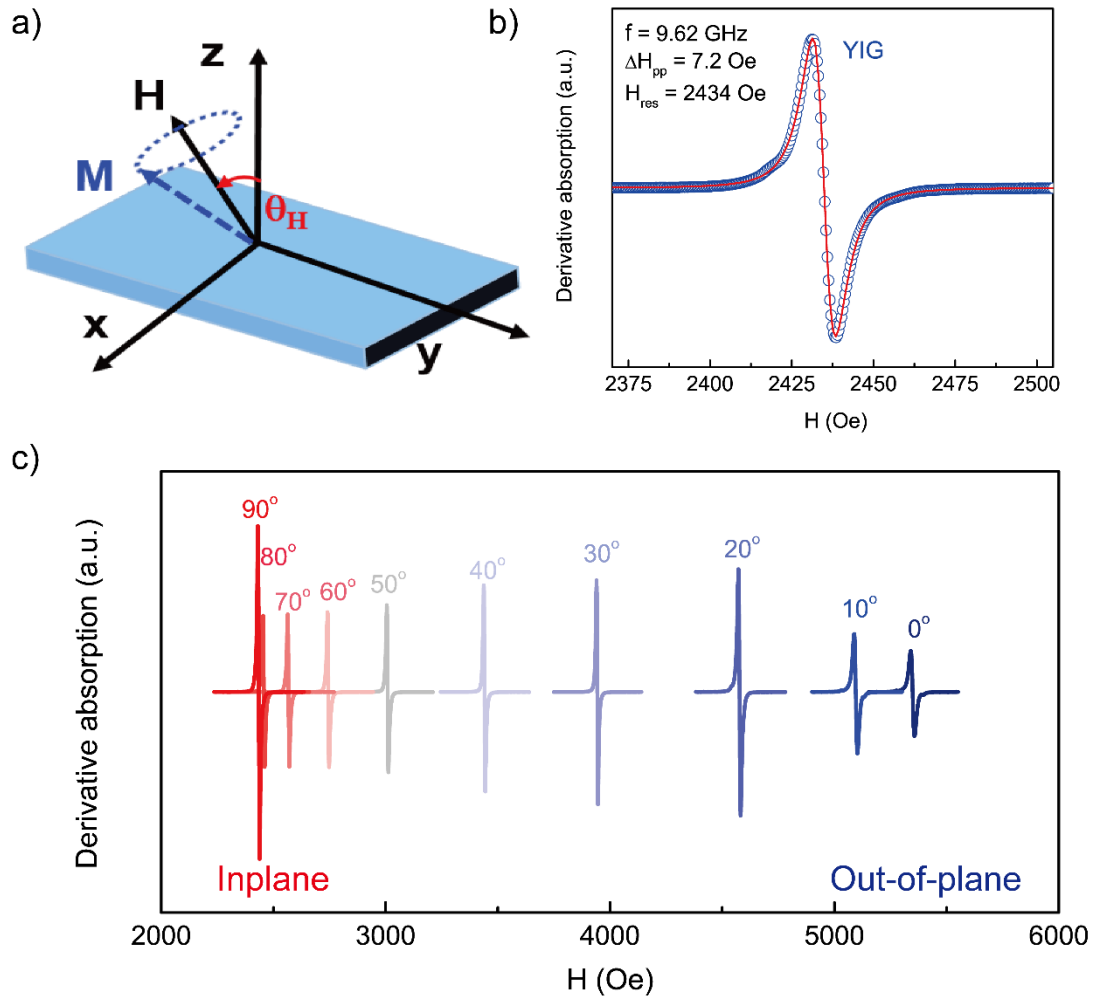 a)
z
H
M
θH
x
y
b)
f = 9.62 GHz
ΔHpp = 7.2 Oe
Hres = 2434 Oe
YIG
Derivative absorption (a.u.)
2375 2400 2425 2450 2475 2500
H (Oe)
c)
90°
80°
70°
60°
50°
40°
30°
20°
10°
0°
Derivative absorption (a.u.)
Inplane
Out-of-plane
2000 3000 4000 5000 6000
H (Oe)